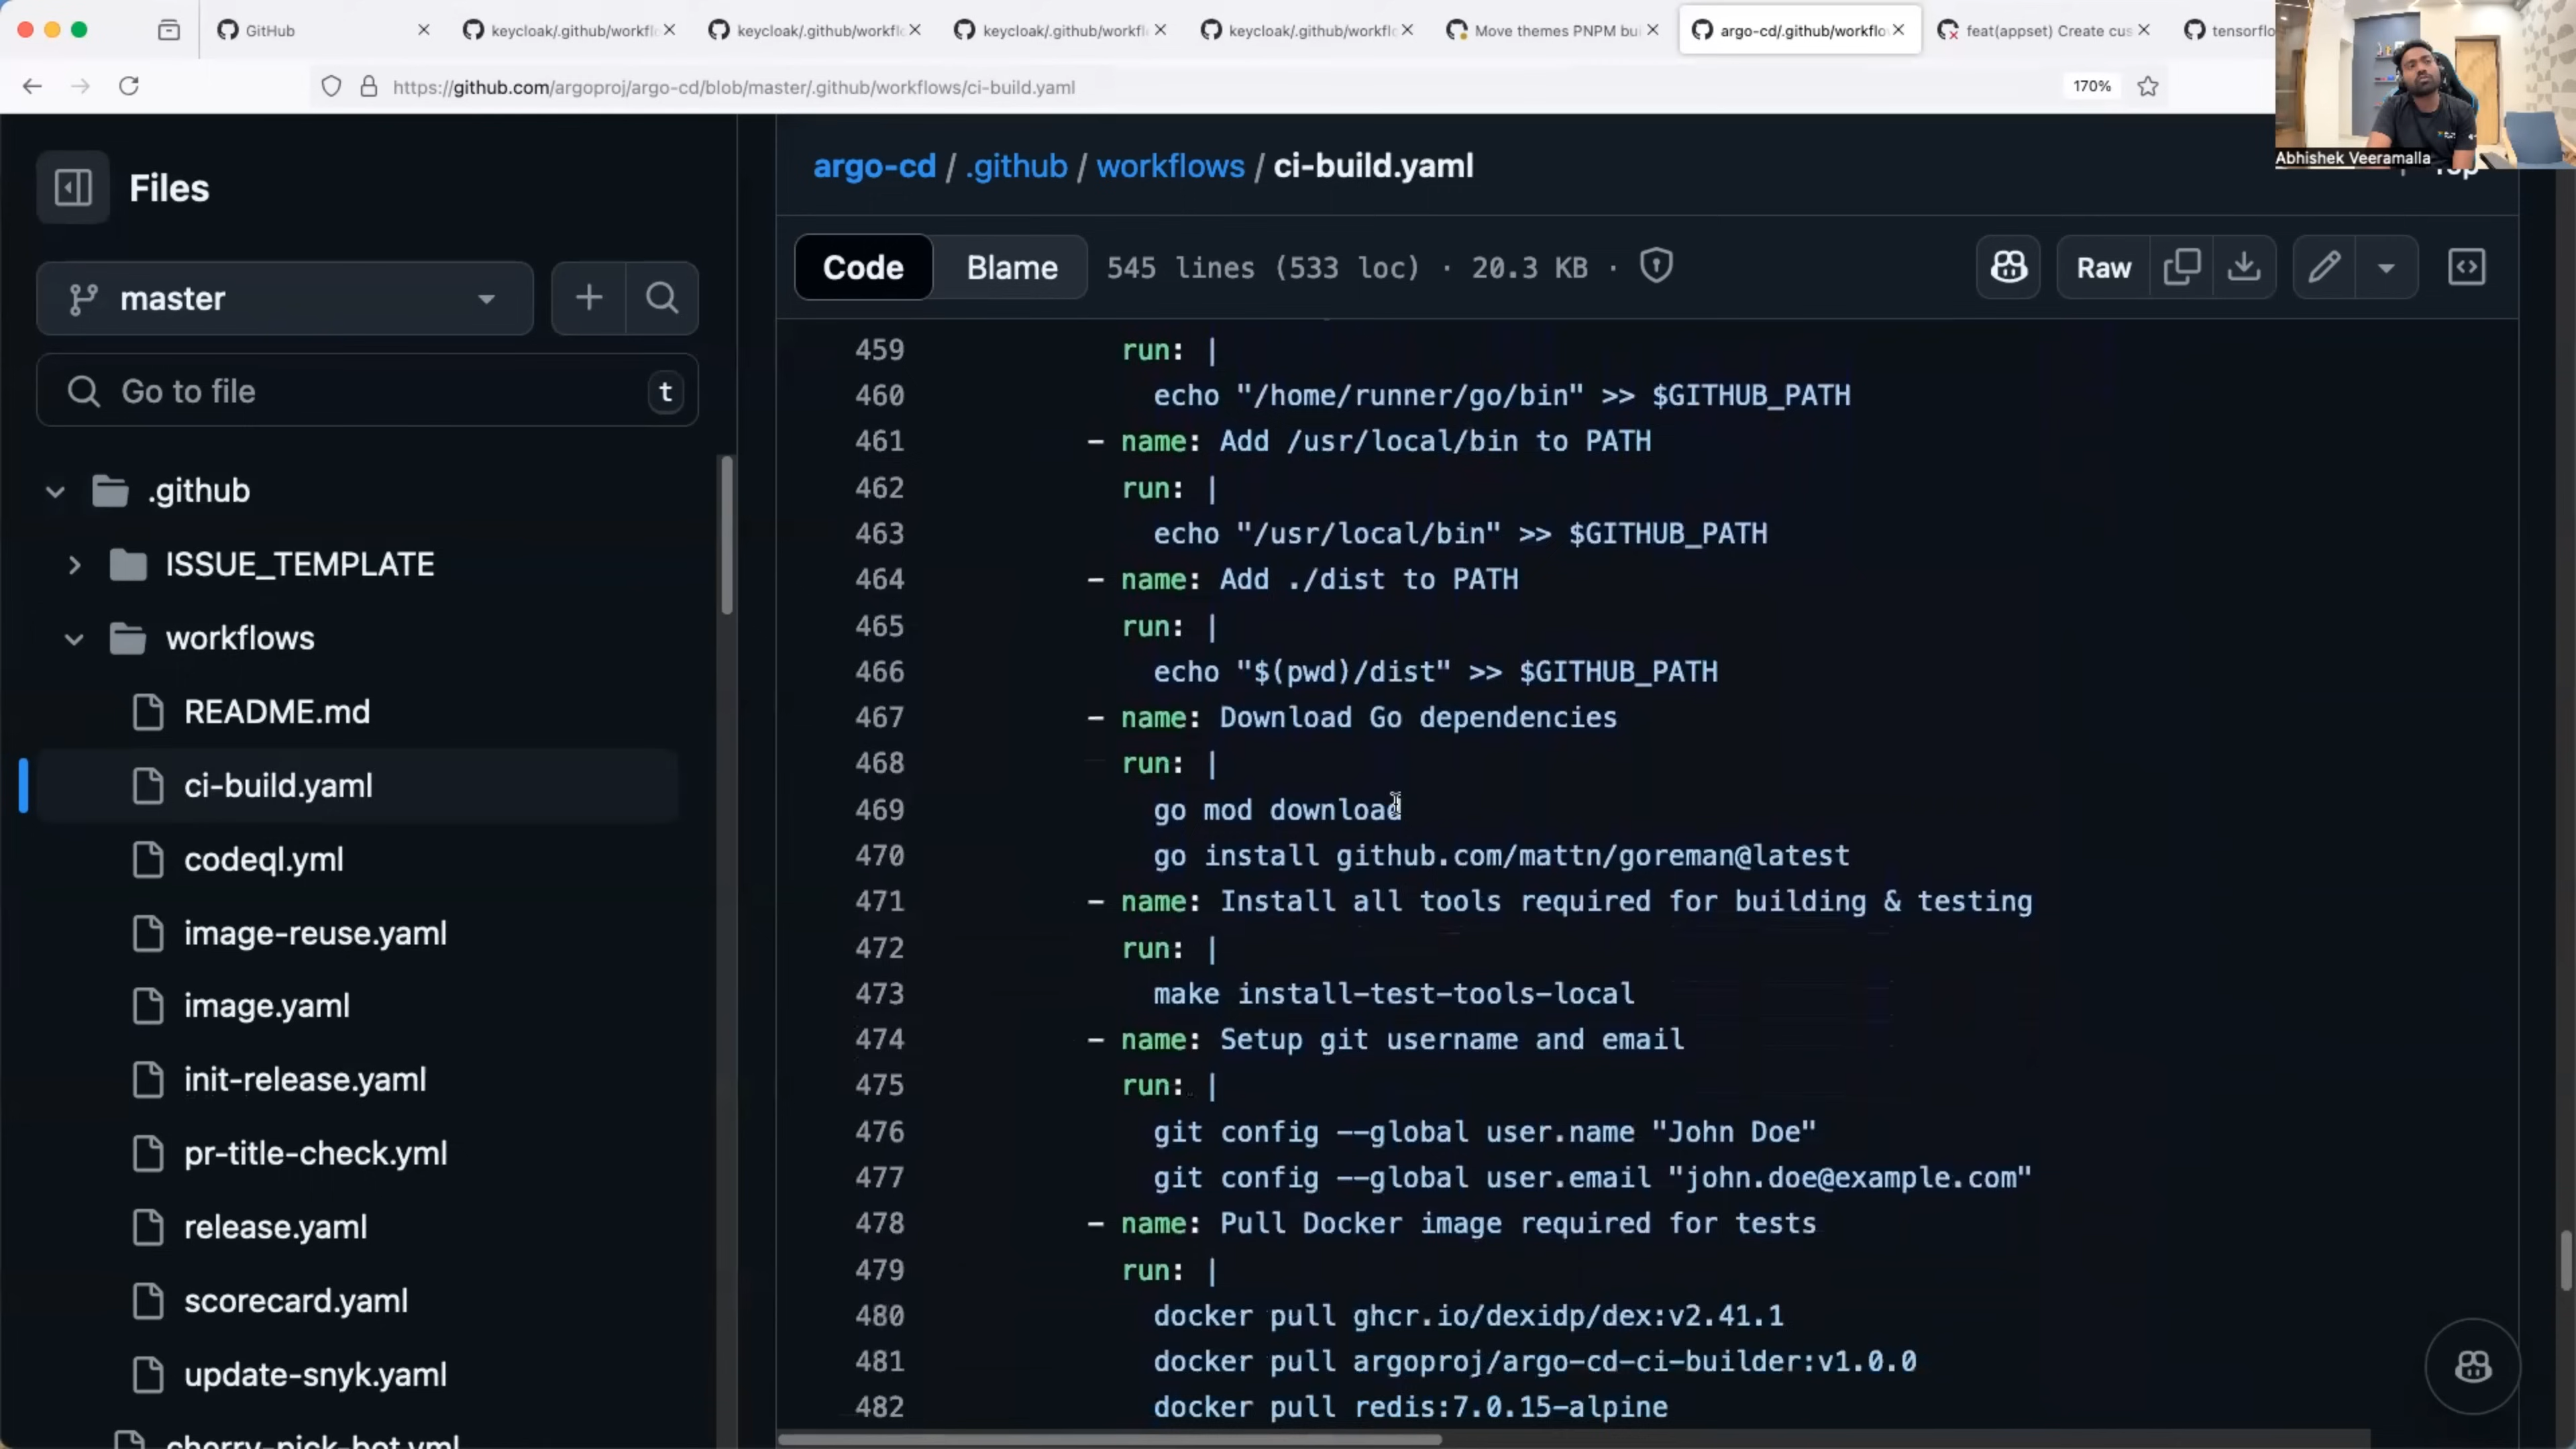 GitHub
keycloak/.github/workfl
keycloak/.github/workfl
keycloak/.github/workfl
keycloak/.github/workfl
Move themes PNPM bu
argo-cd/.github/workflo
feat(appset) Create cus
tensorflo
https://github.com/argoproj/argo-cd/blob/master/.github/workflows/ci-build.yaml
170%
Abhishek Veeramalla
Files
master
Go to file
t
.github
ISSUE_TEMPLATE
workflows
README.md
ci-build.yaml
codeql.yml
image-reuse.yaml
image.yaml
init-release.yaml
pr-title-check.yml
release.yaml
scorecard.yaml
update-snyk.yaml
cherry-pick-bot.yml
argo-cd / .github / workflows / ci-build.yaml
Top
Code Blame 545 lines (533 loc) · 20.3 KB ·
Raw
459 run: |
460 echo "/home/runner/go/bin" >> $GITHUB_PATH
461 - name: Add /usr/local/bin to PATH
462 run: |
463 echo "/usr/local/bin" >> $GITHUB_PATH
464 - name: Add ./dist to PATH
465 run: |
466 echo "$(pwd)/dist" >> $GITHUB_PATH
467 - name: Download Go dependencies
468 run: |
469 go mod download
470 go install github.com/mattn/goreman@latest
471 - name: Install all tools required for building & testing
472 run: |
473 make install-test-tools-local
474 - name: Setup git username and email
475 run: |
476 git config --global user.name "John Doe"
477 git config --global user.email "john.doe@example.com"
478 - name: Pull Docker image required for tests
479 run: |
480 docker pull ghcr.io/dexidp/dex:v2.41.1
481 docker pull argoproj/argo-cd-ci-builder:v1.0.0
482 docker pull redis:7.0.15-alpine